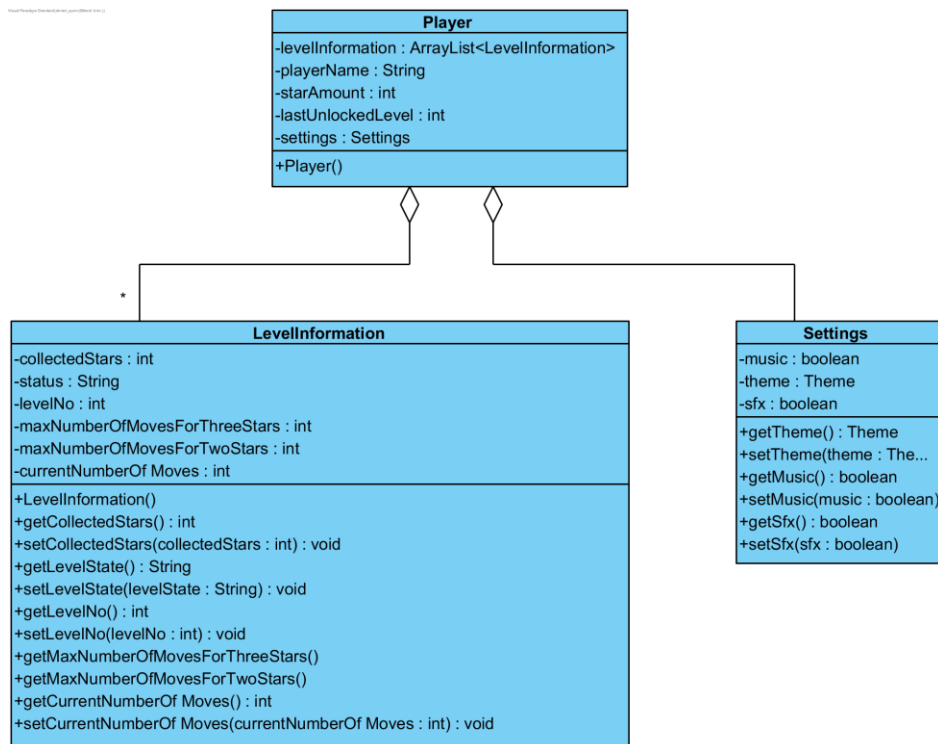 Player
-levelInformation : ArrayList<LevelInformation>
-playerName : String
-starAmount : int
-lastUnlockedLevel : int
-settings : Settings
+Player()
*
LevelInformation
-collectedStars : int
-status : String
-levelNo : int
-maxNumberOfMovesForThreeStars : int
-maxNumberOfMovesForTwoStars : int
-currentNumberOf Moves : int
+LevelInformation()
+getCollectedStars() : int
+setCollectedStars(collectedStars : int) : void
+getLevelState() : String
+setLevelState(levelState : String) : void
+getLevelNo() : int
+setLevelNo(levelNo : int) : void
+getMaxNumberOfMovesForThreeStars()
+getMaxNumberOfMovesForTwoStars()
+getCurrentNumberOf Moves() : int
+setCurrentNumberOf Moves(currentNumberOf Moves : int) : void
Settings
-music : boolean
-theme : Theme
-sfx : boolean
+getTheme() : Theme
+setTheme(theme : The...
+getMusic() : boolean
+setMusic(music : boolean)
+getSfx() : boolean
+setSfx(sfx : boolean)